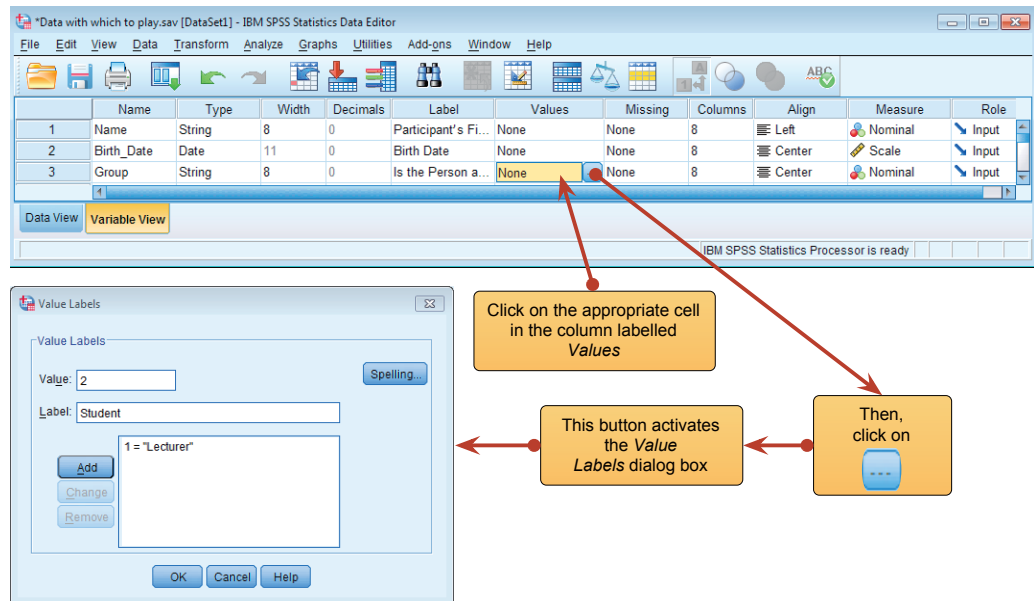 *Data with which to play.sav [DataSet1] - IBM SPSS Statistics Data Editor
File Edit View Data Transform Analyze Graphs Utilities Add-ons Window Help
Name Type Width Decimals Label Values Missing Columns Align Measure Role
1 Name String 8 0 Participant's Fi... None None 8 Left Nominal Input
2 Birth_Date Date 11 0 Birth Date None None 8 Center Scale Input
3 Group String 8 0 Is the Person a... None None 8 Center Nominal Input
Data View Variable View
IBM SPSS Statistics Processor is ready
Value Labels
Value Labels
Value: 2
Spelling...
Label: Student
1 = "Lecturer"
Add
Change
Remove
OK Cancel Help
Click on the appropriate cell
in the column labelled
Values
This button activates
the Value
Labels dialog box
Then,
click on
...